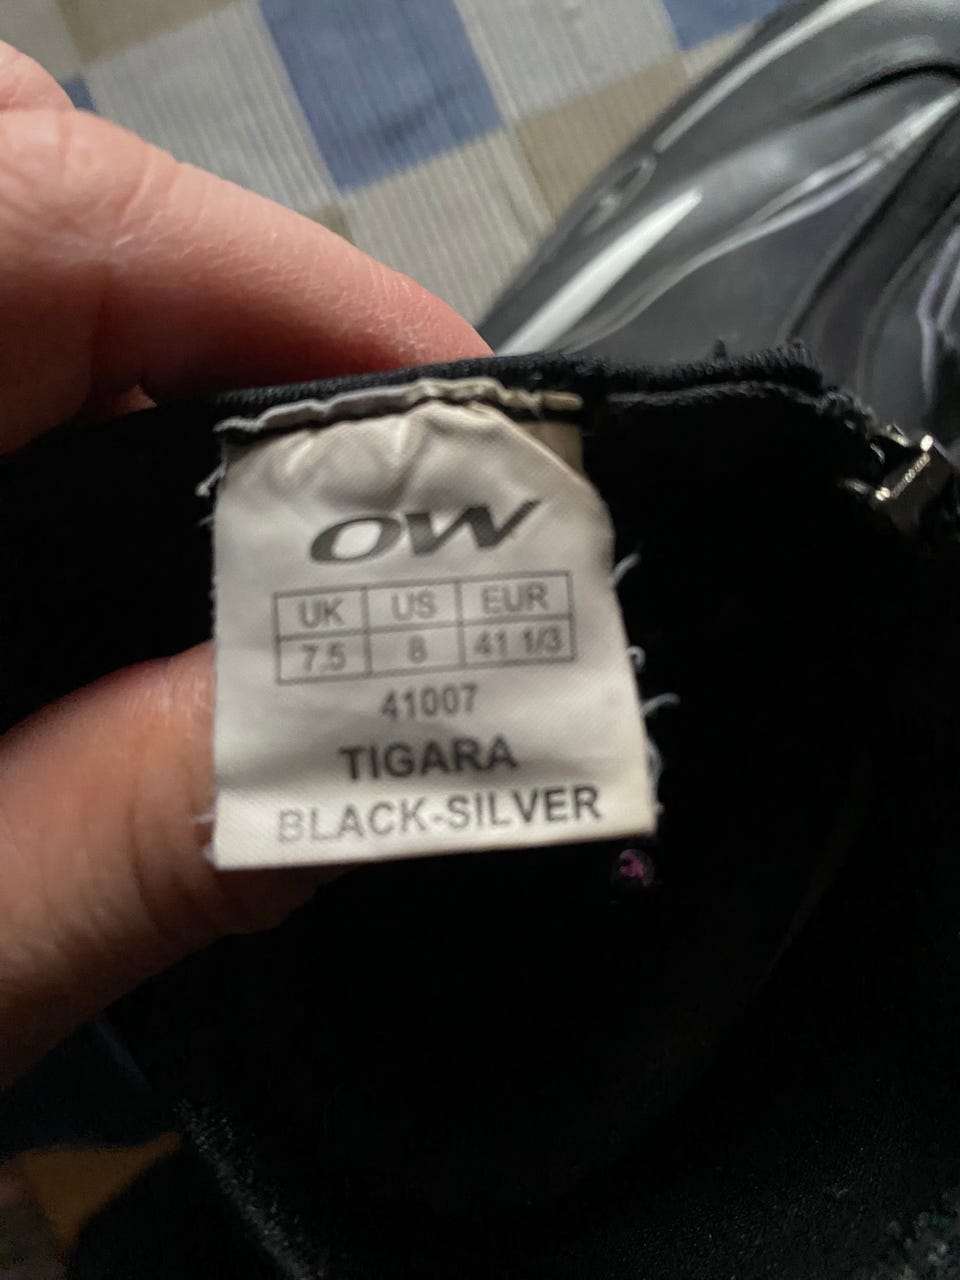 OW
UK US EUR
7.5 8 41 1/3
41007
TIGARA
BLACK-SILVER